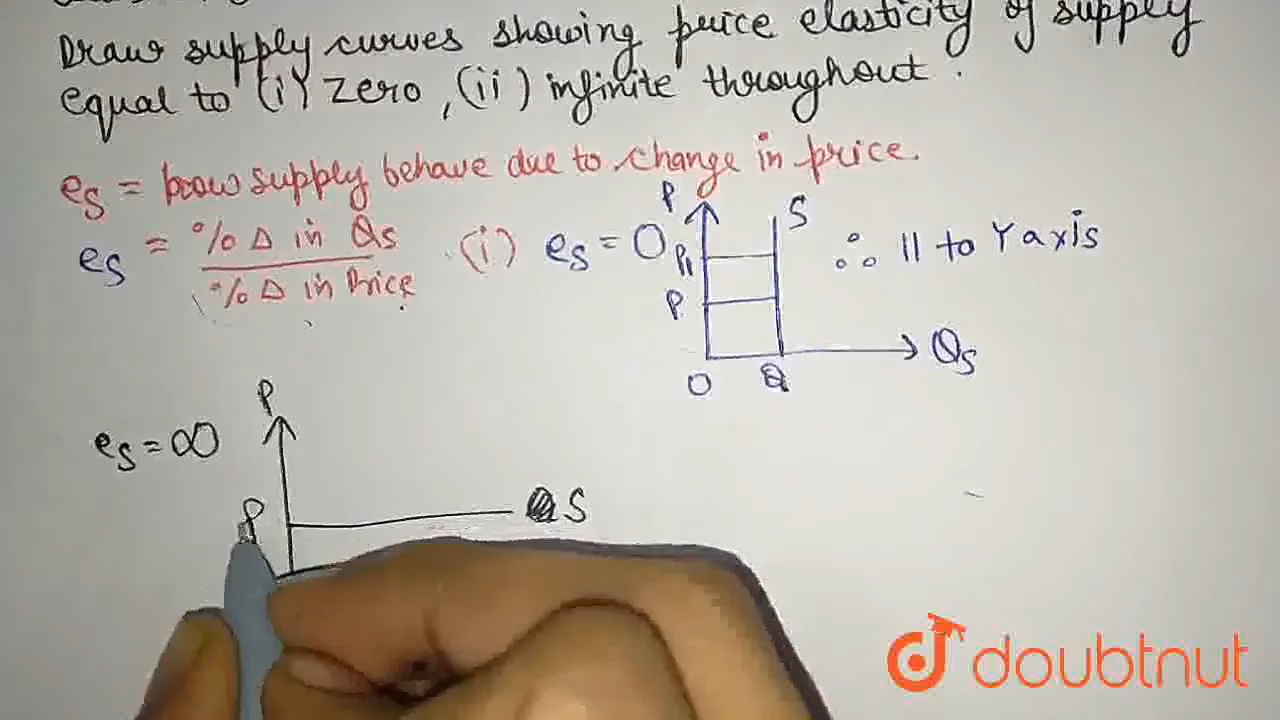 Draw supply curves showing price elasticity of supply
equal to (i) Zero, (ii) infinite throughout.
es = how supply behave due to change in price.
es = %Δ in Qs / %Δ in Price
(i) es = 0
P
P1
P
S
O
Q
Qs
∴ || to Y axis
es = ∞
P
P
S
doubtnut